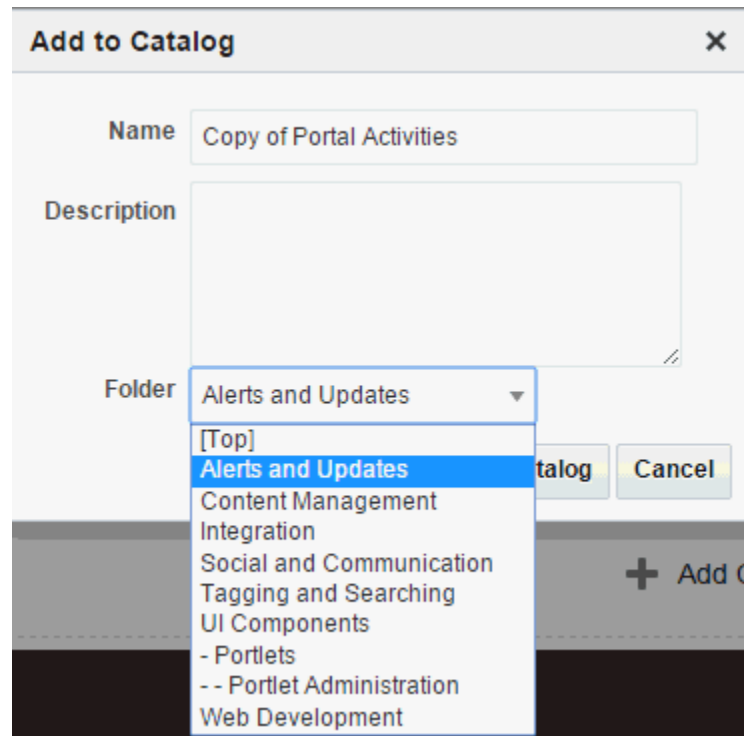 Add to Catalog
Name Copy of Portal Activities
Description
Folder Alerts and Updates
[Top]
Alerts and Updates
talog Cancel
Content Management
Integration
Social and Communication
Add
Tagging and Searching
UI Components
- Portlets
- - Portlet Administration
Web Development